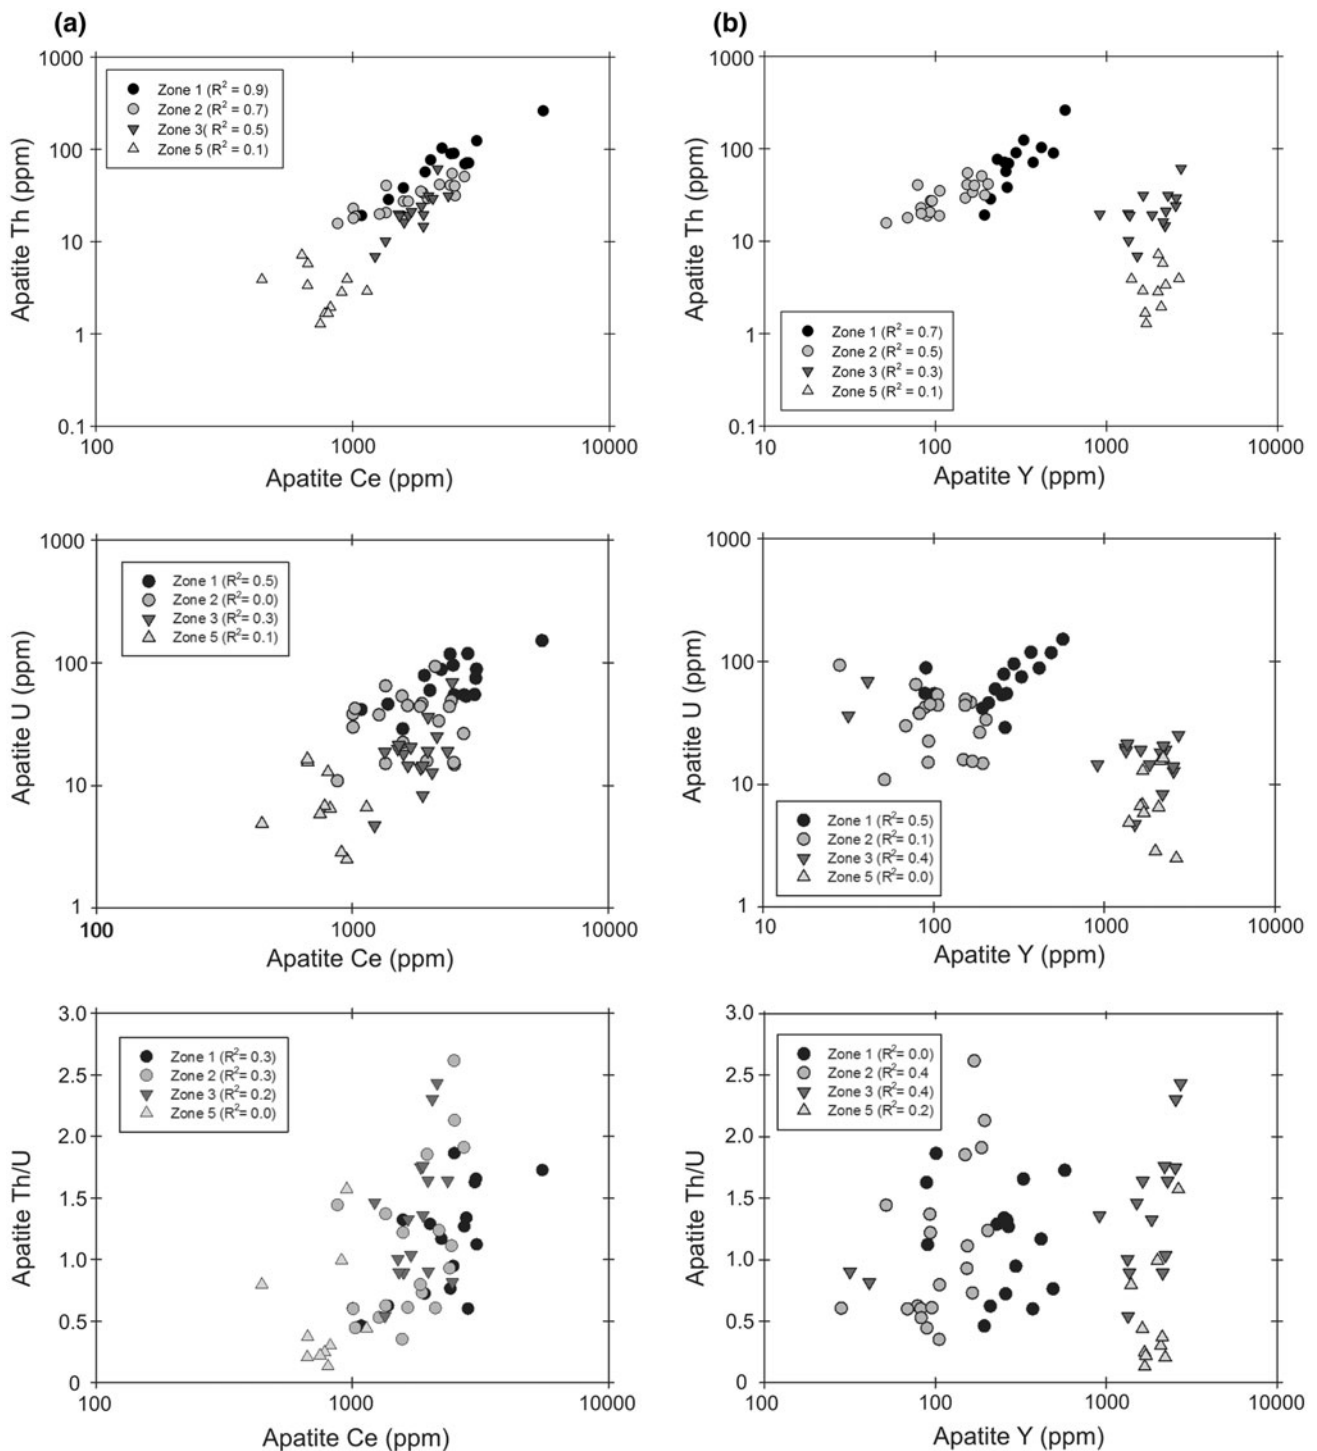 (a)
1000
100
10
1
0.1
Apatite Th (ppm)
Zone 1 (R² = 0.9)
Zone 2 (R² = 0.7)
Zone 3( R² = 0.5)
Zone 5 (R² = 0.1)
100
1000
10000
Apatite Ce (ppm)
(b)
1000
100
10
1
0.1
Apatite Th (ppm)
Zone 1 (R² = 0.7)
Zone 2 (R² = 0.5)
Zone 3 (R² = 0.3)
Zone 5 (R² = 0.1)
10
100
1000
10000
Apatite Y (ppm)
1000
100
10
1
Apatite U (ppm)
Zone 1 (R²= 0.5)
Zone 2 (R²= 0.0)
Zone 3 (R²= 0.3)
Zone 5 (R²= 0.1)
100
1000
10000
Apatite Ce (ppm)
1000
100
10
1
Apatite U (ppm)
Zone 1 (R²= 0.5)
Zone 2 (R²= 0.1)
Zone 3 (R²= 0.4)
Zone 5 (R²= 0.0)
10
100
1000
10000
Apatite Y (ppm)
3.0
2.5
2.0
1.5
1.0
0.5
0
Apatite Th/U
Zone 1 (R²= 0.3)
Zone 2 (R²= 0.3)
Zone 3 (R²= 0.2)
Zone 5 (R²= 0.0)
100
1000
10000
Apatite Ce (ppm)
3.0
2.5
2.0
1.5
1.0
0.5
0
Apatite Th/U
Zone 1 (R²= 0.0)
Zone 2 (R²= 0.4
Zone 3 (R²= 0.4)
Zone 5 (R²= 0.2)
100
100
1000
10000
Apatite Y (ppm)